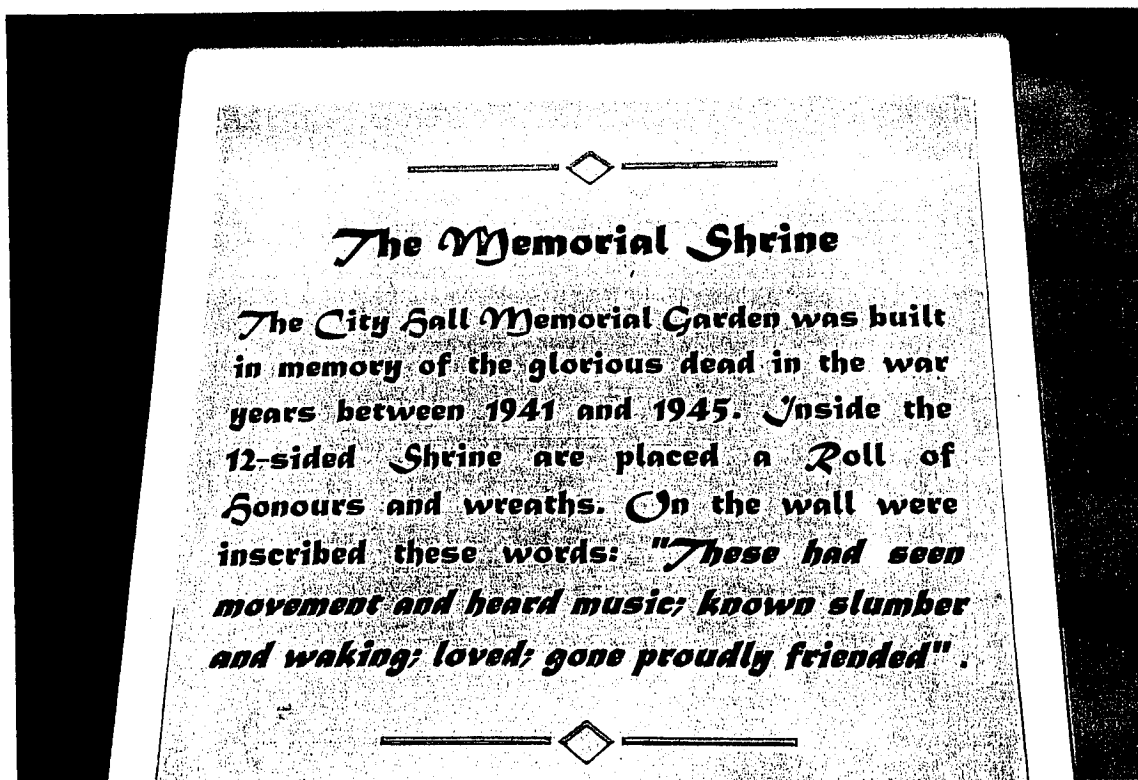 The Memorial Shrine
The City Hall Memorial Garden was built
in memory of the glorious dead in the war
years between 1941 and 1945. Inside the
12-sided Shrine are placed a Roll of
Honours and wreaths. On the wall were
inscribed these words: "These had seen
movement and heard music; known slumber
and waking; loved; gone proudly friended".